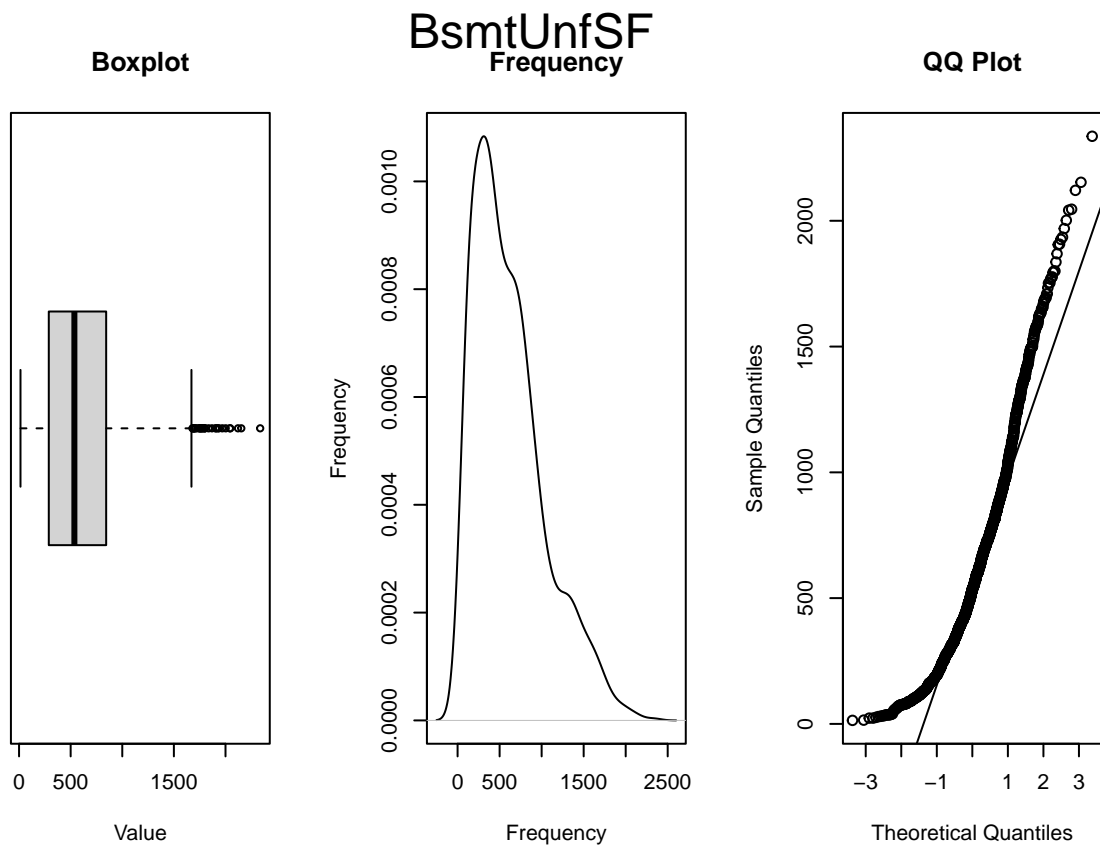 BsmtUnfSF
Boxplot
0 500 1500
Value
Frequency
Frequency
0.0000 0.0002 0.0004 0.0006 0.0008 0.0010
0 500 1500 2500
Frequency
QQ Plot
Sample Quantiles
0 500 1000 1500 2000
−3 −1 1 2 3
Theoretical Quantiles